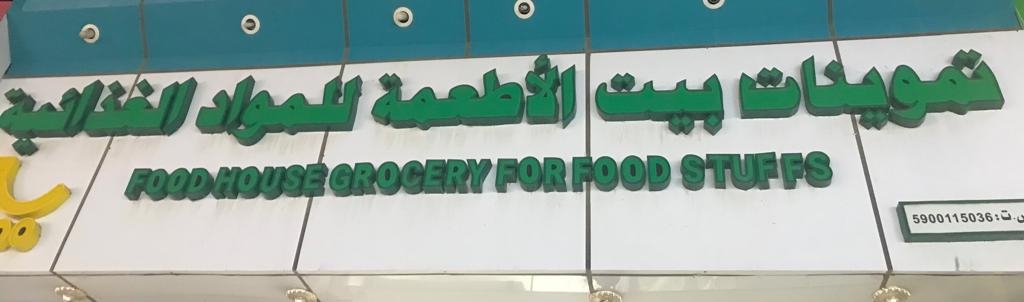 تموينات بيت الأطعمة للمواد الغذائية
FOOD HOUSE GROCERY FOR FOOD STUFFS
س.ت: 5900115036